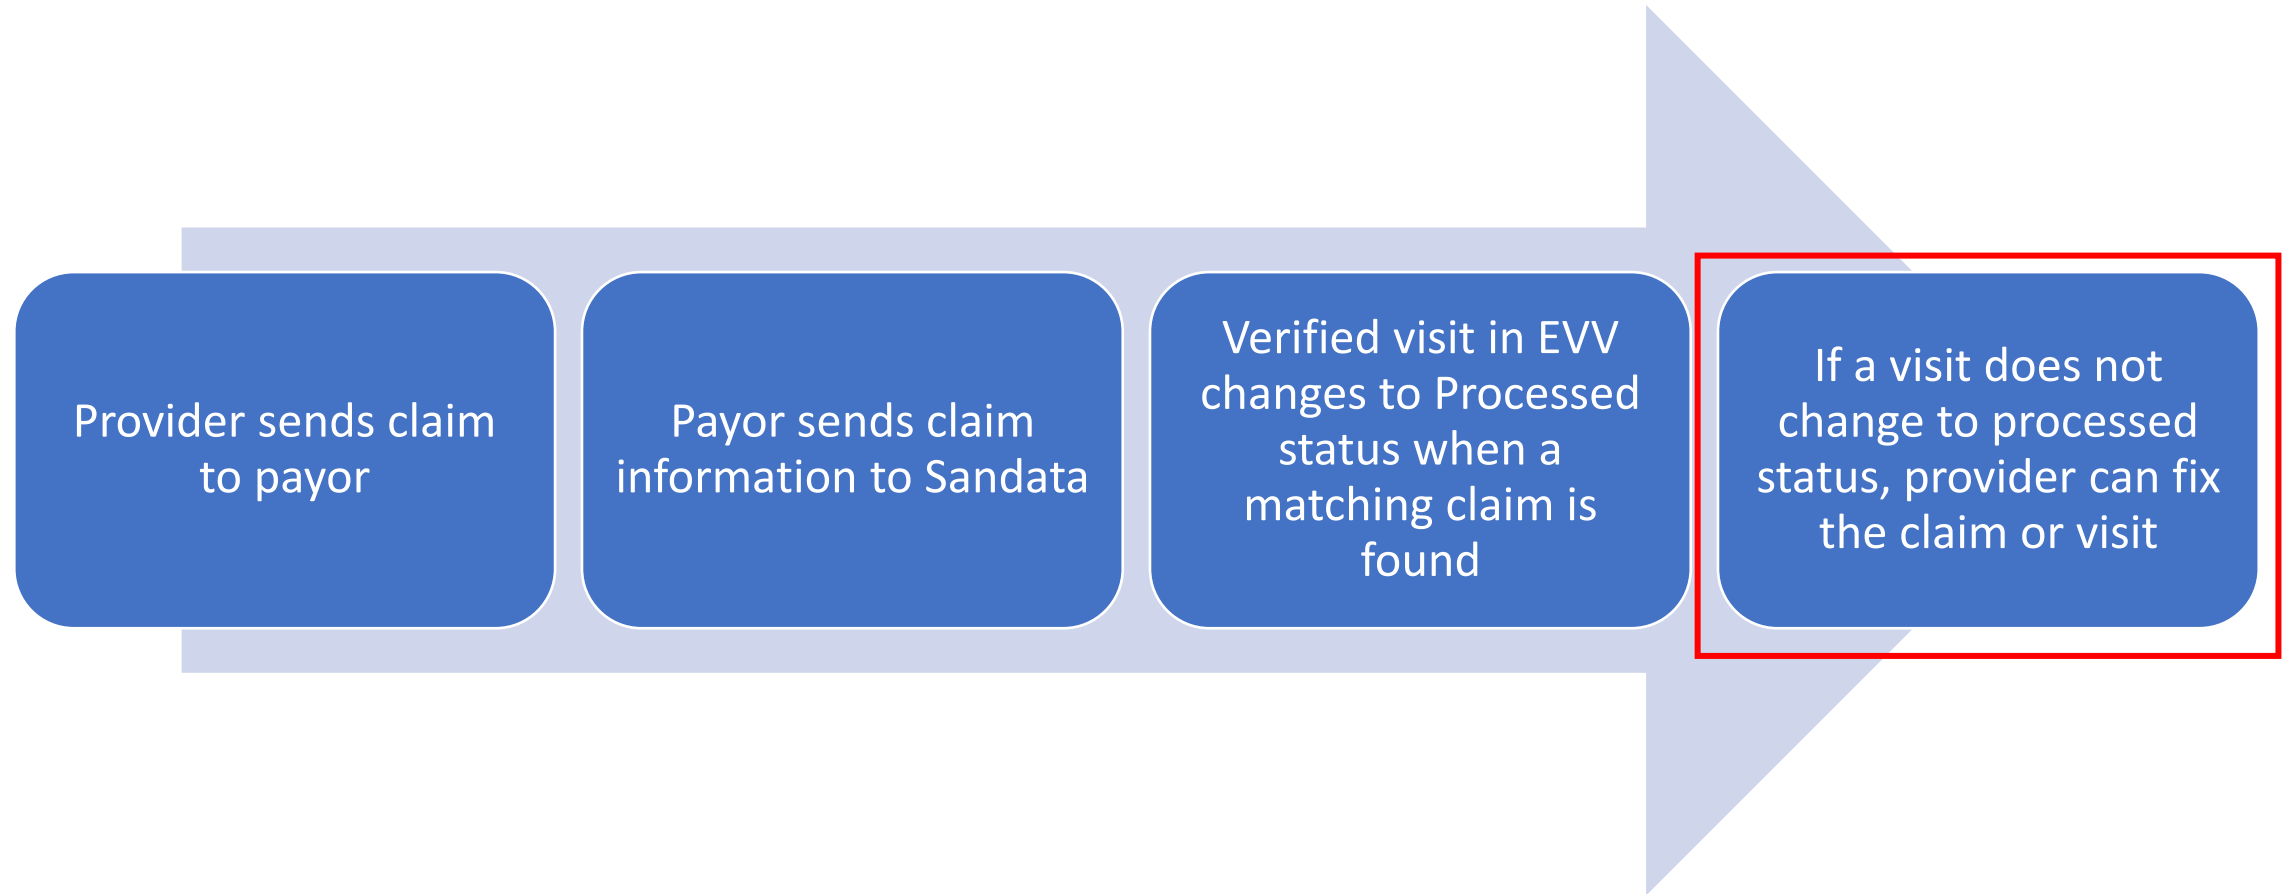 Provider sends claim
to payor
Payor sends claim
information to Sandata
Verified visit in EVV
changes to Processed
status when a
matching claim is
found
If a visit does not
change to processed
status, provider can fix
the claim or visit